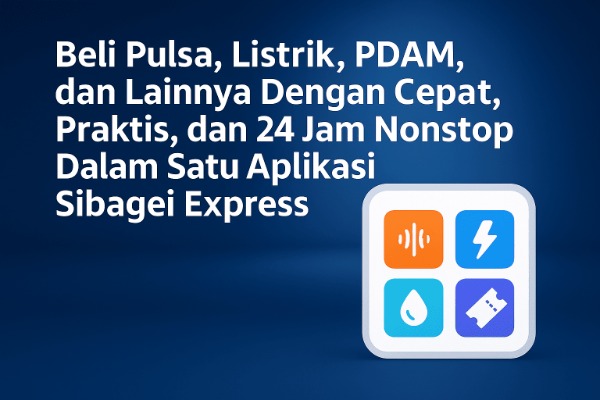 Beli Pulsa, Listrik, PDAM,
dan Lainnya Dengan Cepat,
Praktis, dan 24 Jam Nonstop
Dalam Satu Aplikasi
Sibagei Express